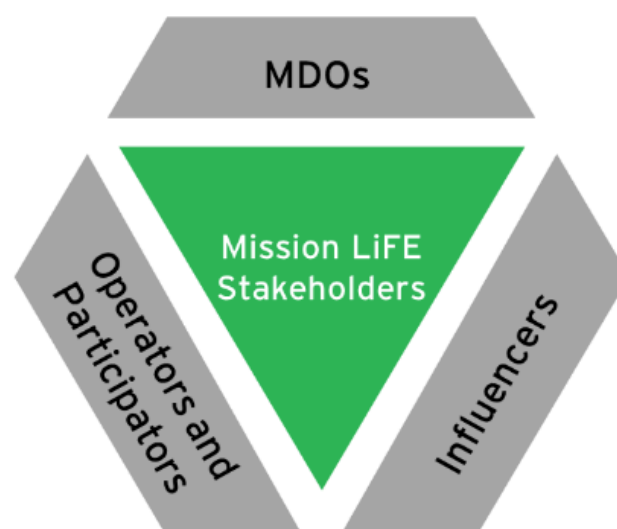 MDOs
Mission LiFE
Stakeholders
Operators and
Participators
Influencers